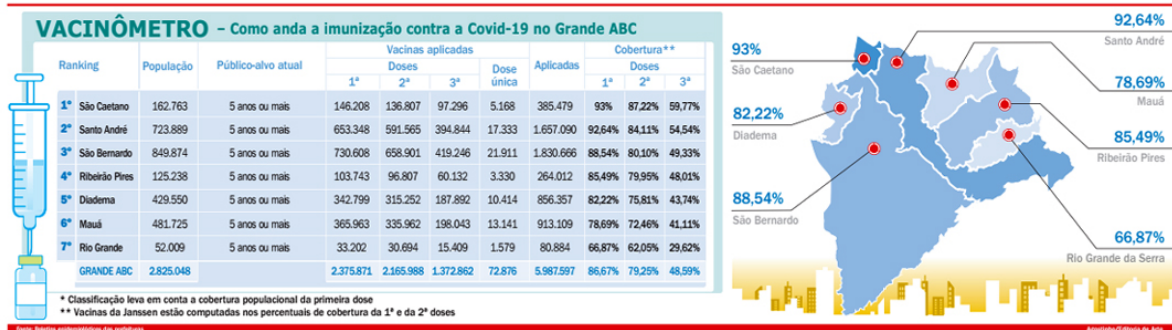 VACINÔMETRO – Como anda a imunização contra a Covid-19 no Grande ABC
Ranking População Público-alvo atual Vacinas aplicadas Aplicadas Cobertura**
Doses Dose única Doses
1ª 2ª 3ª 1ª 2ª 3ª
1º São Caetano 162.763 5 anos ou mais 146.208 136.807 97.296 5.168 385.479 93% 87,22% 59,77%
2º Santo André 723.889 5 anos ou mais 653.348 591.565 394.844 17.333 1.657.090 92,64% 84,11% 54,54%
3º São Bernardo 849.874 5 anos ou mais 730.608 658.901 419.246 21.911 1.830.666 88,54% 80,10% 49,33%
4º Ribeirão Pires 125.238 5 anos ou mais 103.743 96.807 60.132 3.330 264.012 85,49% 79,95% 48,01%
5º Diadema 429.550 5 anos ou mais 342.799 315.252 187.892 10.414 856.357 82,22% 75,81% 43,74%
6º Mauá 481.725 5 anos ou mais 365.963 335.962 198.043 13.141 913.109 78,69% 72,46% 41,11%
7º Rio Grande 52.009 5 anos ou mais 33.202 30.694 15.409 1.579 80.884 66,87% 62,05% 29,62%
GRANDE ABC 2.825.048 2.375.871 2.165.988 1.372.862 72.876 5.987.597 86,67% 79,25% 48,59%
* Classificação leva em conta a cobertura populacional da primeira dose
** Vacinas da Janssen estão computadas nos percentuais de cobertura da 1ª e da 2ª doses
Fonte: Boletins epidemiológicos das prefeituras
93%
São Caetano
82,22%
Diadema
88,54%
São Bernardo
92,64%
Santo André
78,69%
Mauá
85,49%
Ribeirão Pires
66,87%
Rio Grande da Serra
Agostinho/Editoria de Arte